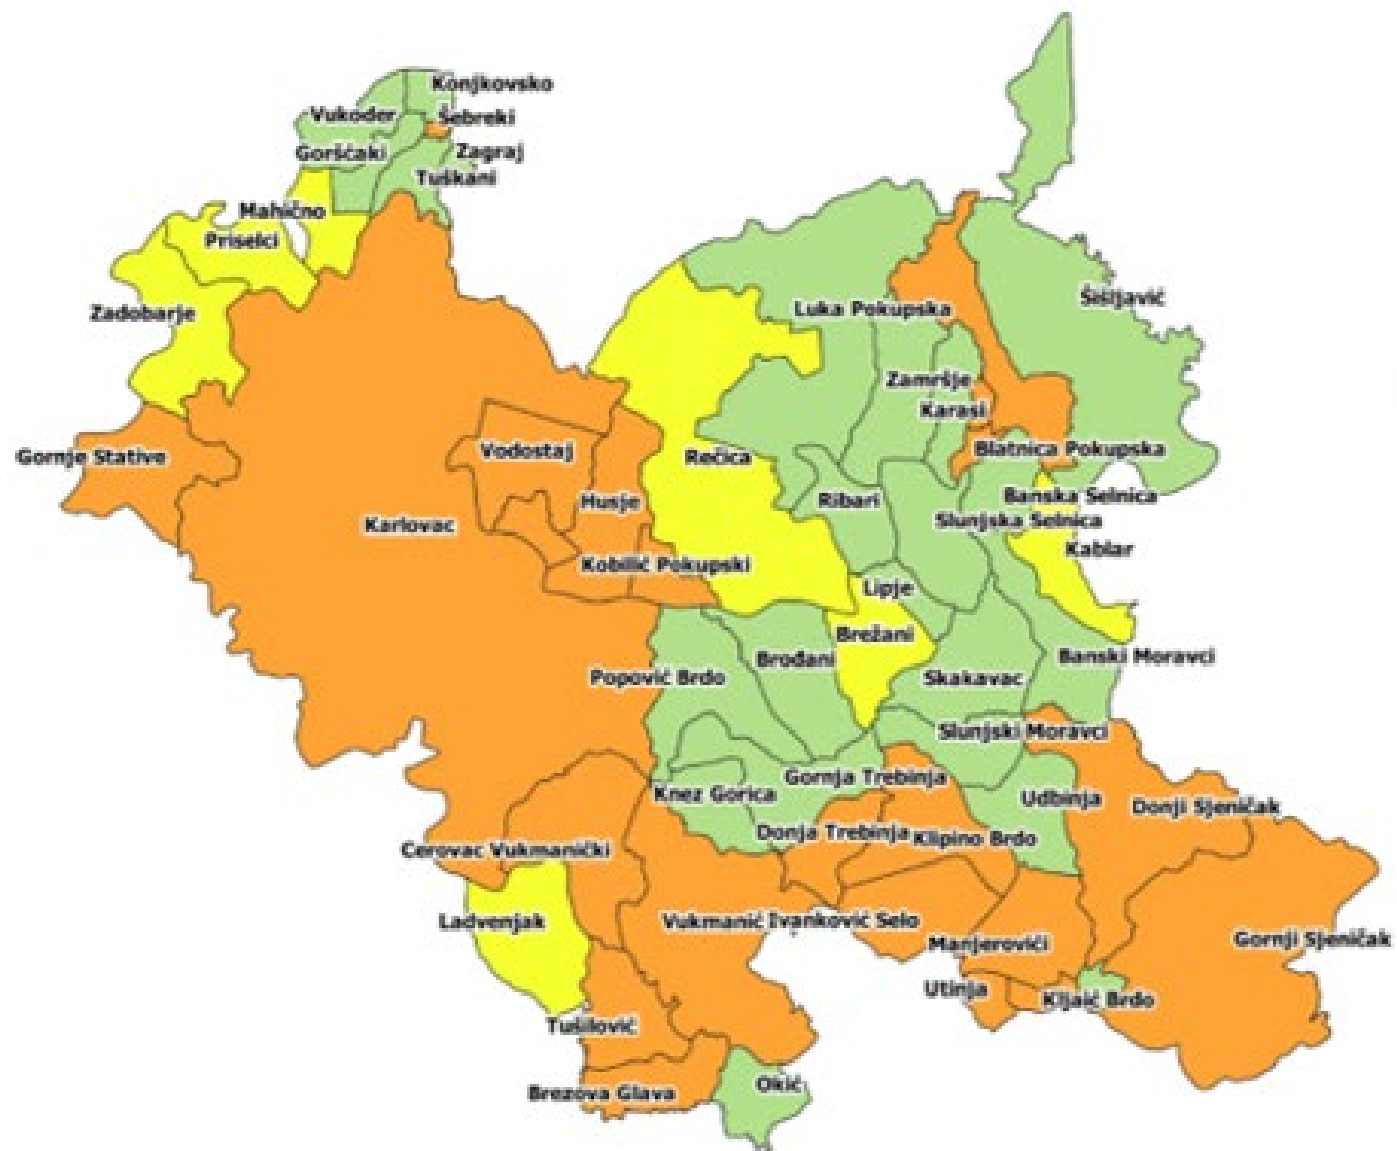 Konjkovsko
Vukoder
Šebreki
Goršćaki
Zagraj
Tuškani
Mahično
Priselci
Zadobarje
Šišljavić
Luka Pokupska
Zamršje
Karasi
Blatnica Pokupska
Gornje Stative
Vodostaj
Rečica
Husje
Ribari
Banska Selnica
Slunjska Selnica
Karlovac
Kablar
Kobilić Pokupski
Lipje
Brežani
Brođani
Banski Moravci
Popović Brdo
Skakavac
Slunjski Moravci
Gornja Trebinja
Knez Gorica
Udbinja
Donji Sjeničak
Donja Trebinja
Klipino Brdo
Cerovac Vukmanički
Ladvenjak
Vukmanić
Ivanković Selo
Manjerovići
Gornji Sjeničak
Utinja
Kljaić Brdo
Tušilović
Okić
Brezova Glava